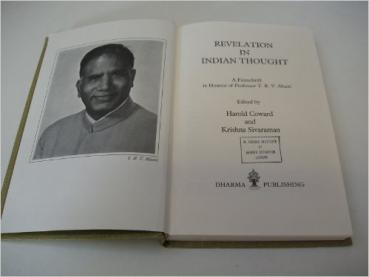 T. R. V. Murti
REVELATION
IN
INDIAN THOUGHT
A Festschrift
in Honour of Professor T. R. V. Murti
Edited by
Harold Coward
and
Krishna Sivaraman
DHARMA PUBLISHING